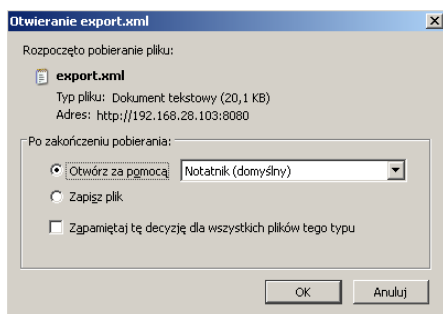 Otwieranie export.xml
Rozpoczęto pobieranie pliku:
export.xml
Typ pliku: Dokument tekstowy (20,1 KB)
Adres: http://192.168.28.103:8080
Po zakończeniu pobierania:
Otwórz za pomocą Notatnik (domyślny)
Zapisz plik
Zapamiętaj tę decyzję dla wszystkich plików tego typu
OK Anuluj